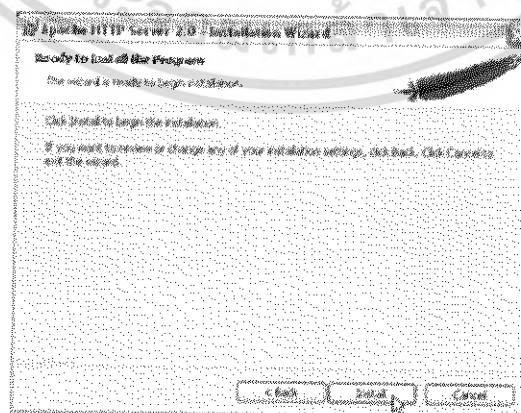 Apache HTTP Server 2.0 - Installation Wizard
Ready to Install the Program
The wizard is ready to begin installation.
Click Install to begin the installation.
If you want to review or change any of your installation settings, click Back. Click Cancel to
exit the wizard.
< Back
Install
Cancel